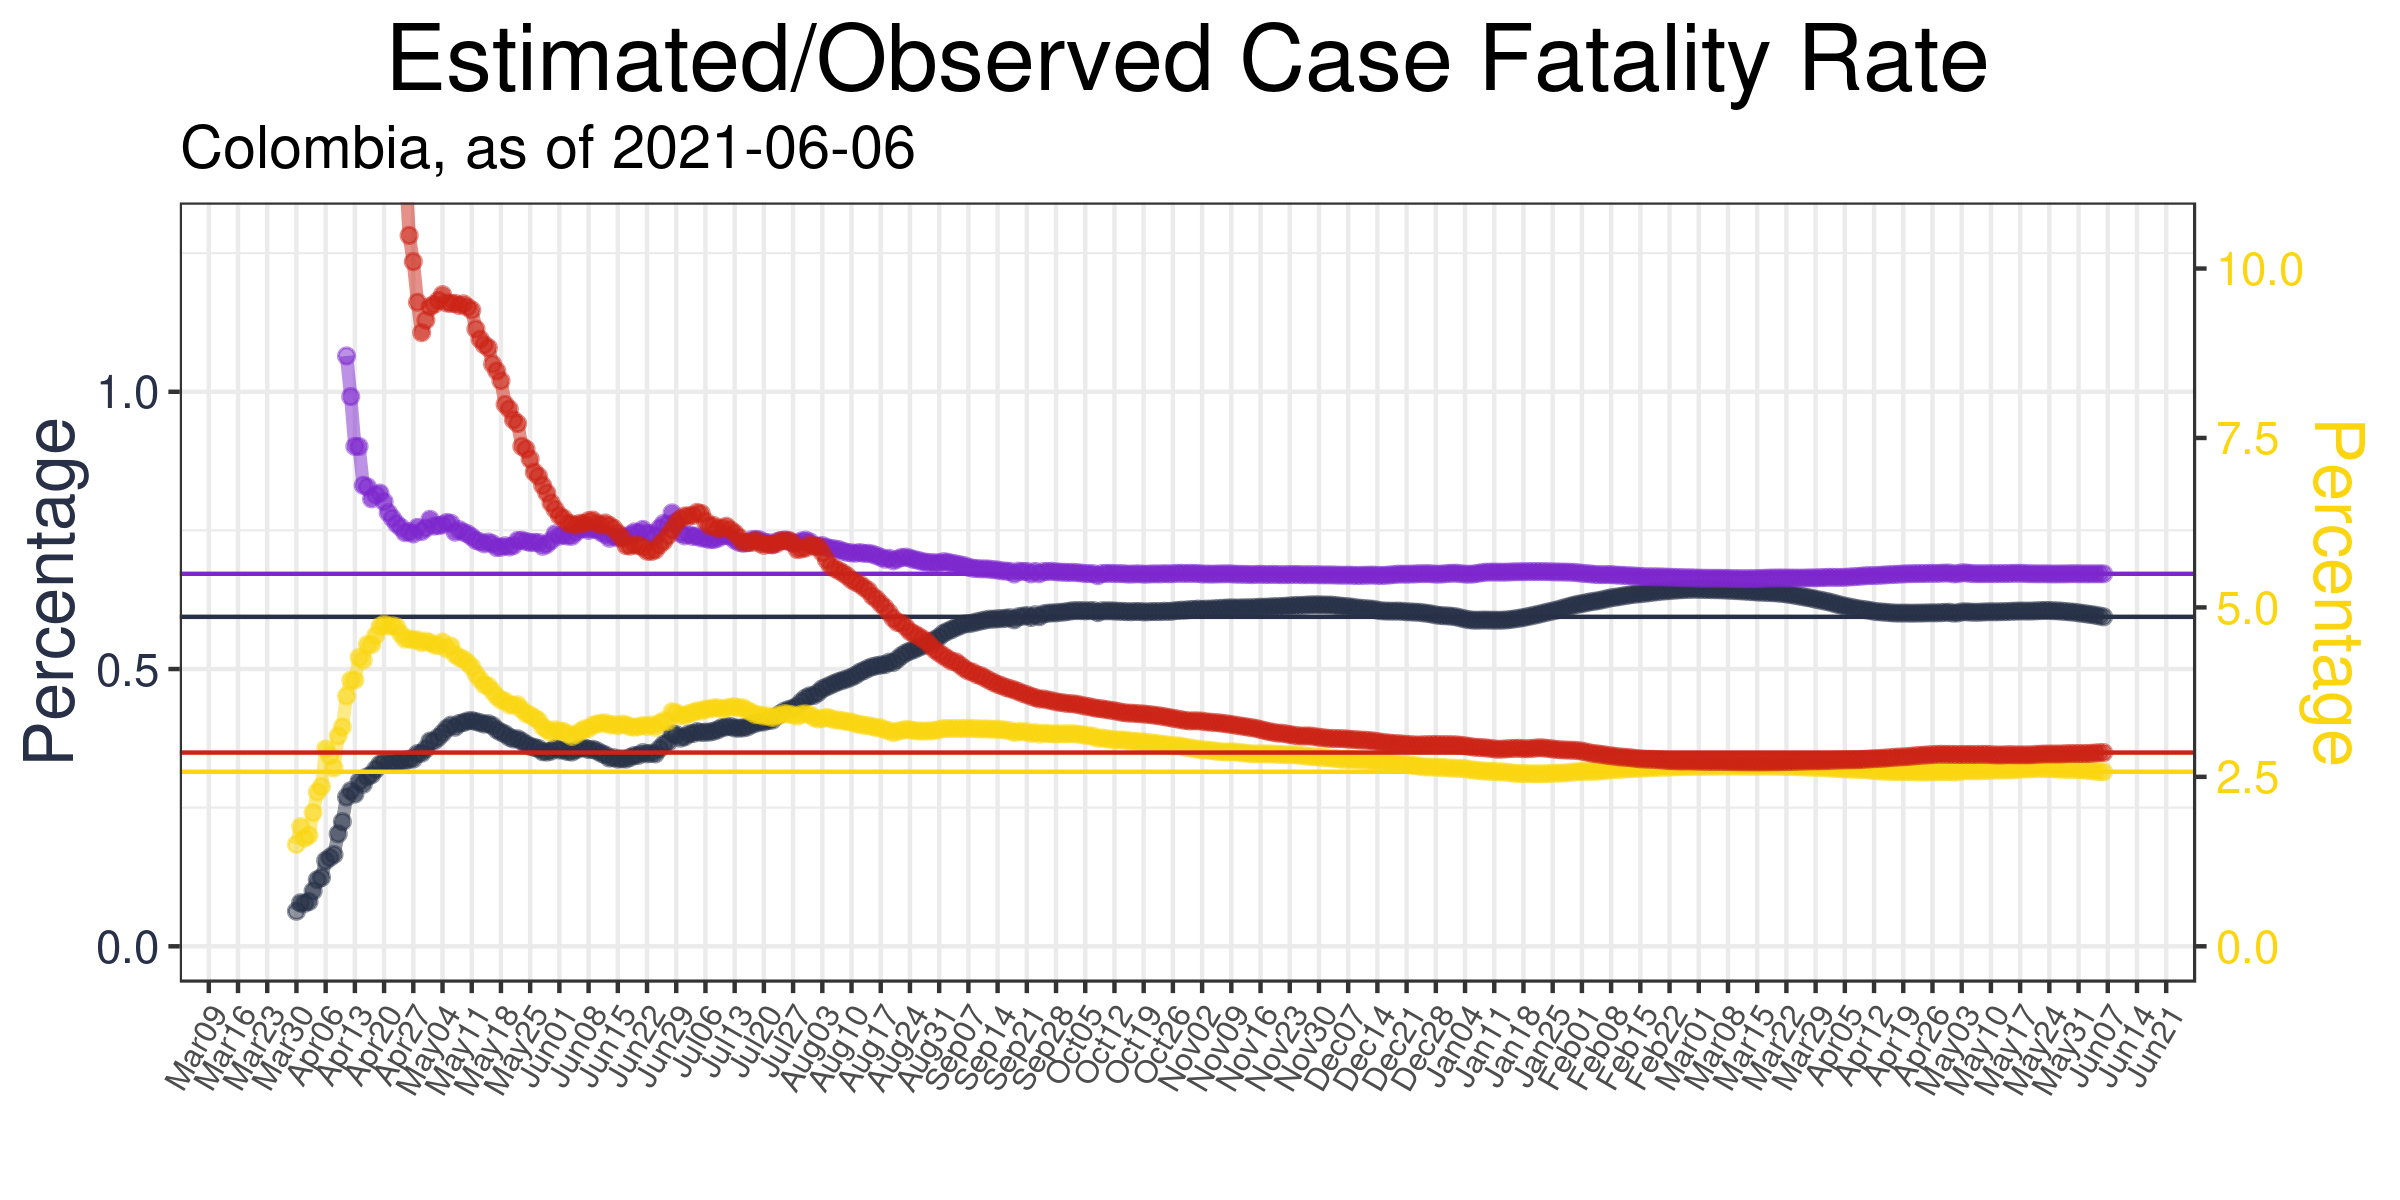 Estimated/Observed Case Fatality Rate
Colombia, as of 2021-06-06
Percentage
1.0
0.5
0.0
10.0
7.5
5.0
2.5
0.0
Percentage
Mar09
Mar16
Mar23
Mar30
Apr06
Apr13
Apr20
Apr27
May04
May11
May18
May25
Jun01
Jun08
Jun15
Jun22
Jun29
Jul06
Jul13
Jul20
Jul27
Aug03
Aug10
Aug17
Aug24
Aug31
Sep07
Sep14
Sep21
Sep28
Oct05
Oct12
Oct19
Oct26
Nov02
Nov09
Nov16
Nov23
Nov30
Dec07
Dec14
Dec21
Dec28
Jan04
Jan11
Jan18
Jan25
Feb01
Feb08
Feb15
Feb22
Mar01
Mar08
Mar15
Mar22
Mar29
Apr05
Apr12
Apr19
Apr26
May03
May10
May17
May24
May31
Jun07
Jun14
Jun21